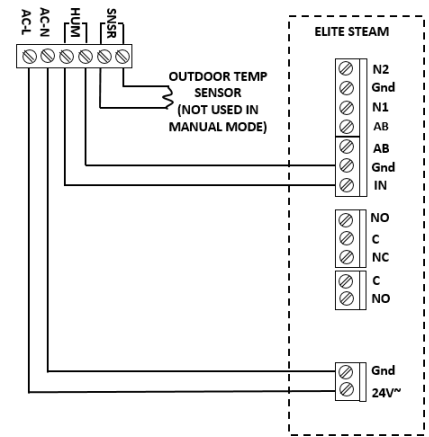 AC-L
AC-N
HUM
SNSR
ELITE STEAM
OUTDOOR TEMP
SENSOR
(NOT USED IN
MANUAL MODE)
N2
Gnd
N1
AB
AB
Gnd
IN
NO
C
NC
C
NO
Gnd
24V~